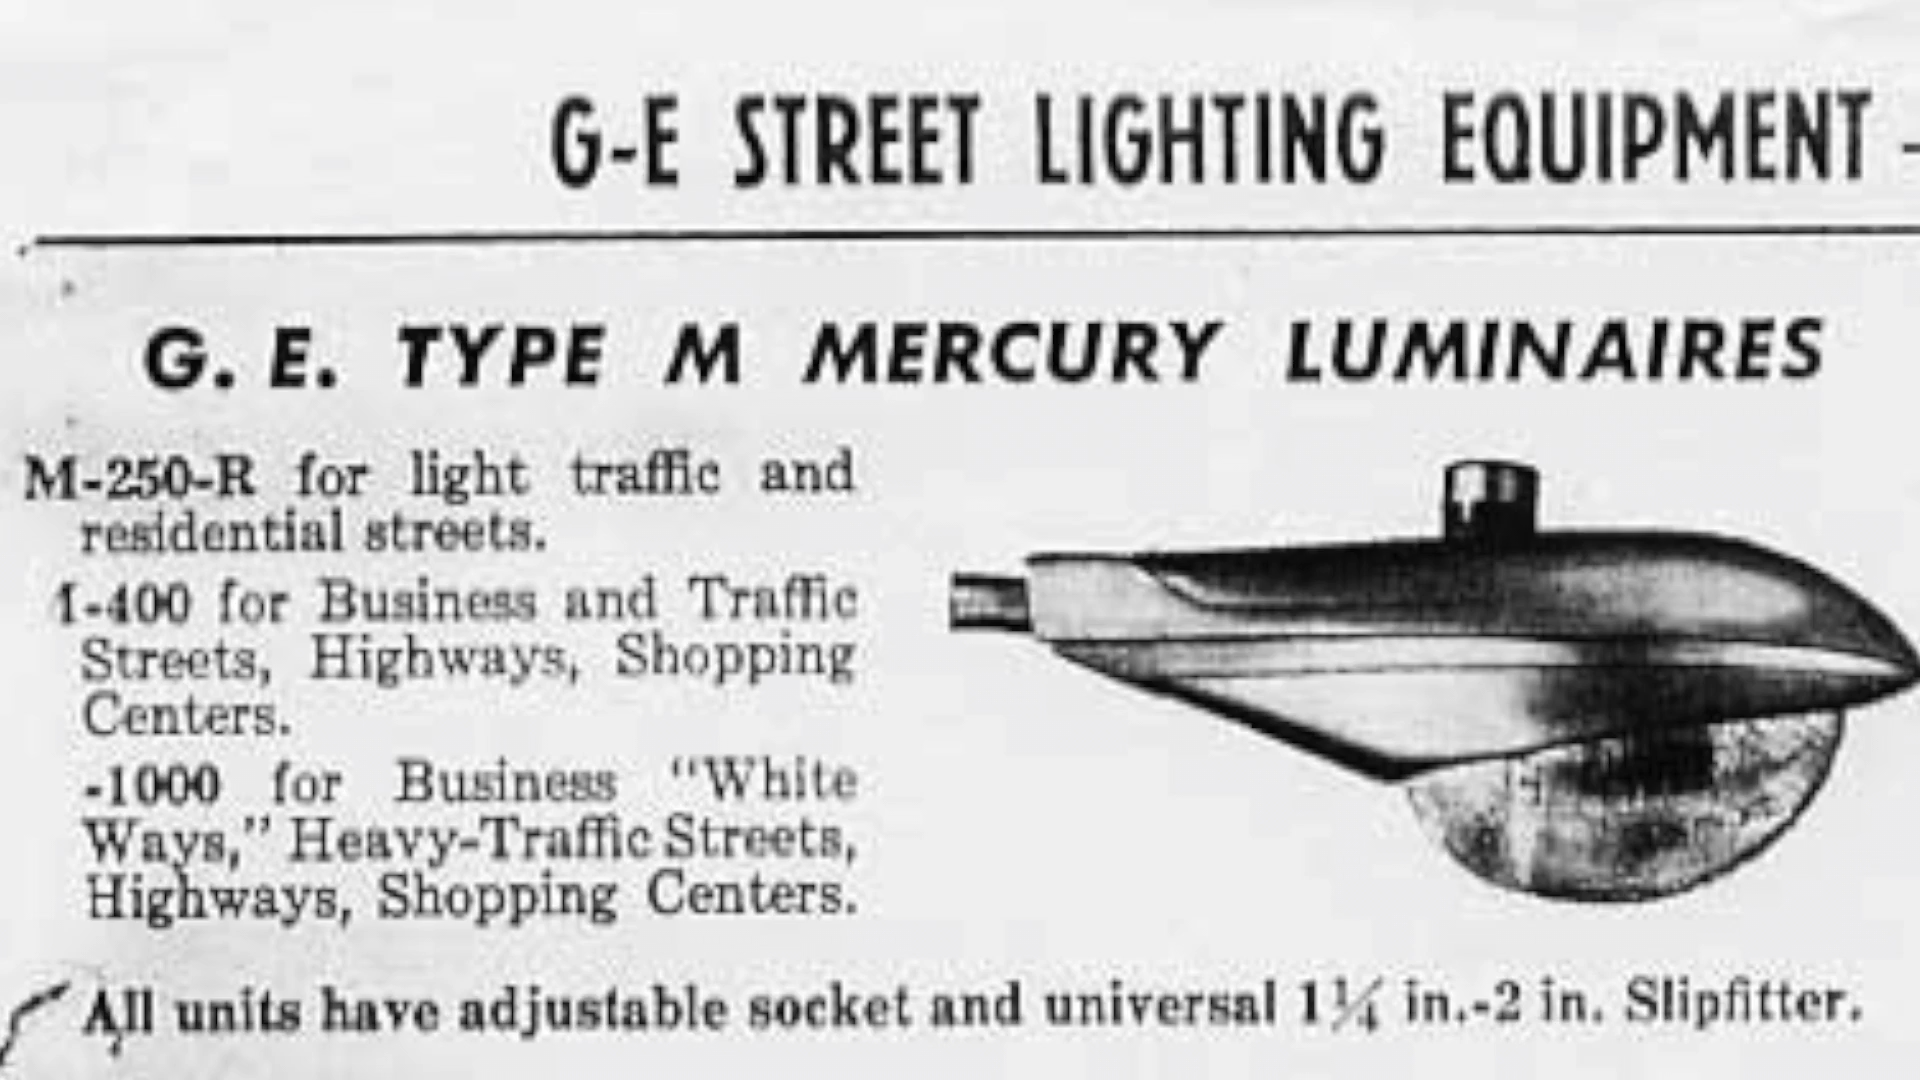 G-E STREET LIGHTING EQUIPMENT -
G. E. TYPE M MERCURY LUMINAIRES
M-250-R for light traffic and
residential streets.
-400 for Business and Traffic
Streets, Highways, Shopping
Centers.
-1000 for Business “White
Ways,” Heavy-Traffic Streets,
Highways, Shopping Centers.
All units have adjustable socket and universal 1¼ in.-2 in. Slipfitter.